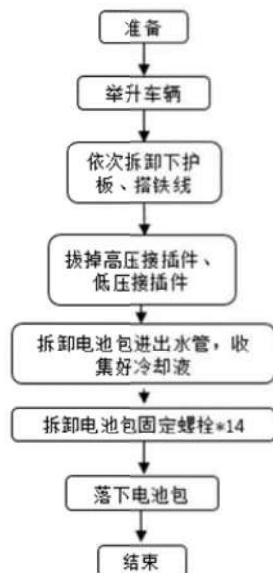 准备
举升车辆
依次拆卸下护
板、搭铁线
拔掉高压接插件、
低压接插件
拆卸电池包进出水管，收
集好冷却液
拆卸电池包固定螺栓*14
落下电池包
结束